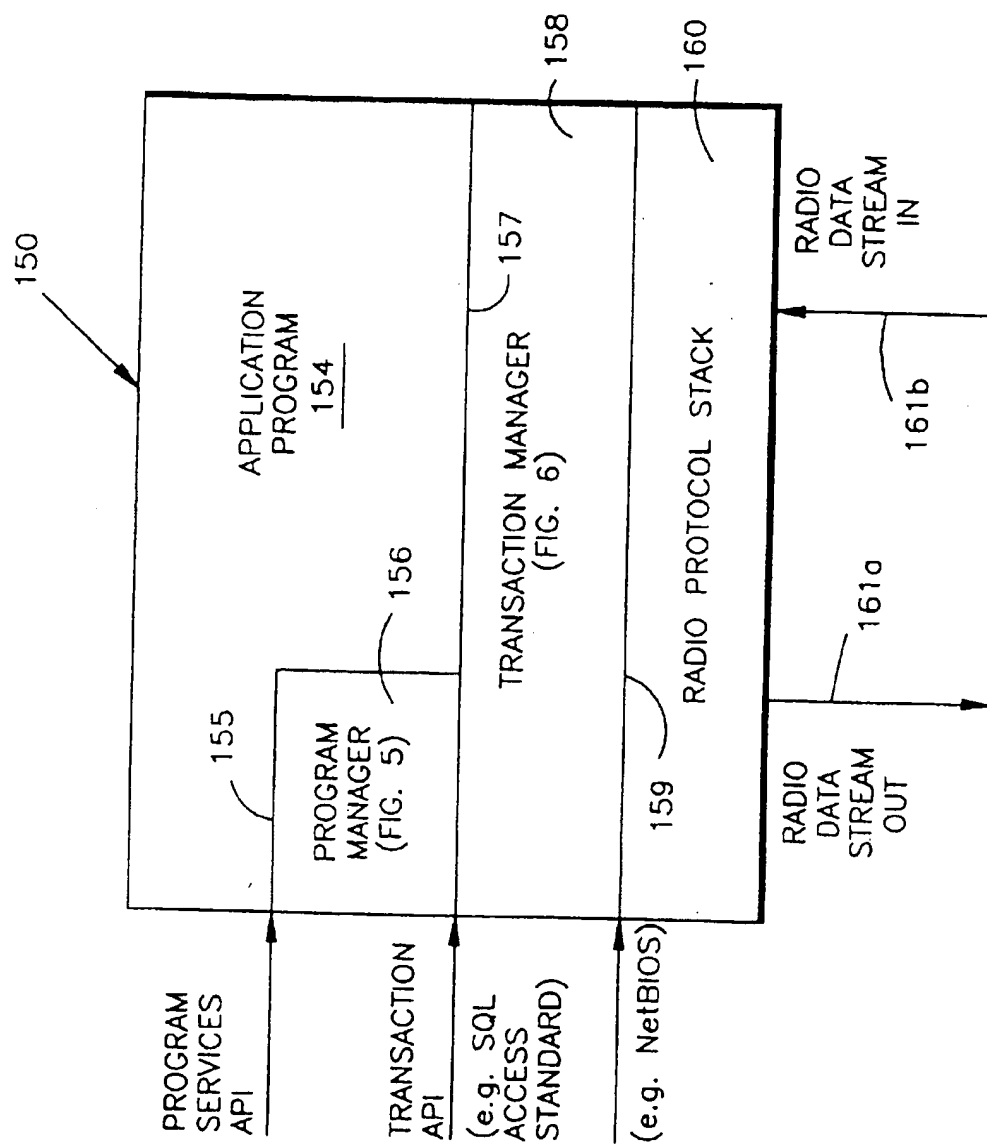 150
APPLICATION
PROGRAM
154
155
PROGRAM
MANAGER
(FIG. 5)
156
157
158
TRANSACTION MANAGER
(FIG. 6)
159
160
RADIO PROTOCOL STACK
PROGRAM
SERVICES
API
TRANSACTION
API
(e.g. SQL
ACCESS
STANDARD)
(e.g. NetBIOS)
RADIO
DATA
STREAM
OUT
161a
161b
RADIO
DATA
STREAM
IN